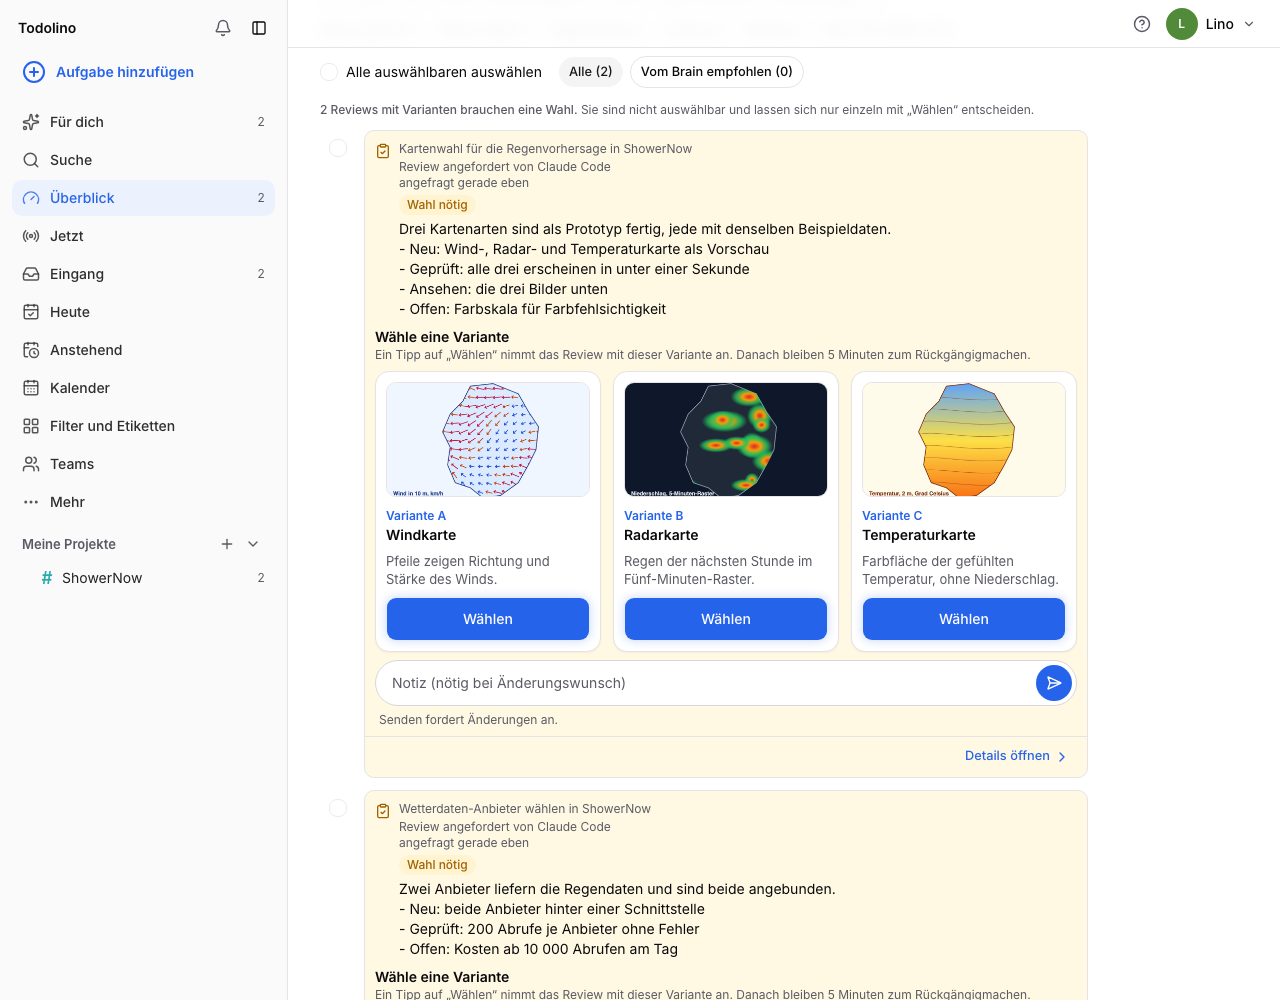 Todolino
Aufgabe hinzufügen
Für dich 2
Suche
Überblick 2
Jetzt
Eingang 2
Heute
Anstehend
Kalender
Filter und Etiketten
Teams
Mehr
Meine Projekte
# ShowerNow 2
L Lino
Alle auswählbaren auswählen Alle (2) Vom Brain empfohlen (0)
2 Reviews mit Varianten brauchen eine Wahl. Sie sind nicht auswählbar und lassen sich nur einzeln mit „Wählen“ entscheiden.
Kartenwahl für die Regenvorhersage in ShowerNow
Review angefordert von Claude Code
angefragt gerade eben
Wahl nötig
Drei Kartenarten sind als Prototyp fertig, jede mit denselben Beispieldaten.
- Neu: Wind-, Radar- und Temperaturkarte als Vorschau
- Geprüft: alle drei erscheinen in unter einer Sekunde
- Ansehen: die drei Bilder unten
- Offen: Farbskala für Farbfehlsichtigkeit
Wähle eine Variante
Ein Tipp auf „Wählen“ nimmt das Review mit dieser Variante an. Danach bleiben 5 Minuten zum Rückgängigmachen.
Wind in 10 m, km/h
Variante A
Windkarte
Pfeile zeigen Richtung und
Stärke des Winds.
Wählen
Niederschlag, 5-Minuten-Raster
Variante B
Radarkarte
Regen der nächsten Stunde im
Fünf-Minuten-Raster.
Wählen
Temperatur, 2 m, Grad Celsius
Variante C
Temperaturkarte
Farbfläche der gefühlten
Temperatur, ohne Niederschlag.
Wählen
Notiz (nötig bei Änderungswunsch)
Senden fordert Änderungen an.
Details öffnen
Wetterdaten-Anbieter wählen in ShowerNow
Review angefordert von Claude Code
angefragt gerade eben
Wahl nötig
Zwei Anbieter liefern die Regendaten und sind beide angebunden.
- Neu: beide Anbieter hinter einer Schnittstelle
- Geprüft: 200 Abrufe je Anbieter ohne Fehler
- Offen: Kosten ab 10 000 Abrufen am Tag
Wähle eine Variante
Ein Tipp auf „Wählen“ nimmt das Review mit dieser Variante an. Danach bleiben 5 Minuten zum Rückgängigmachen.